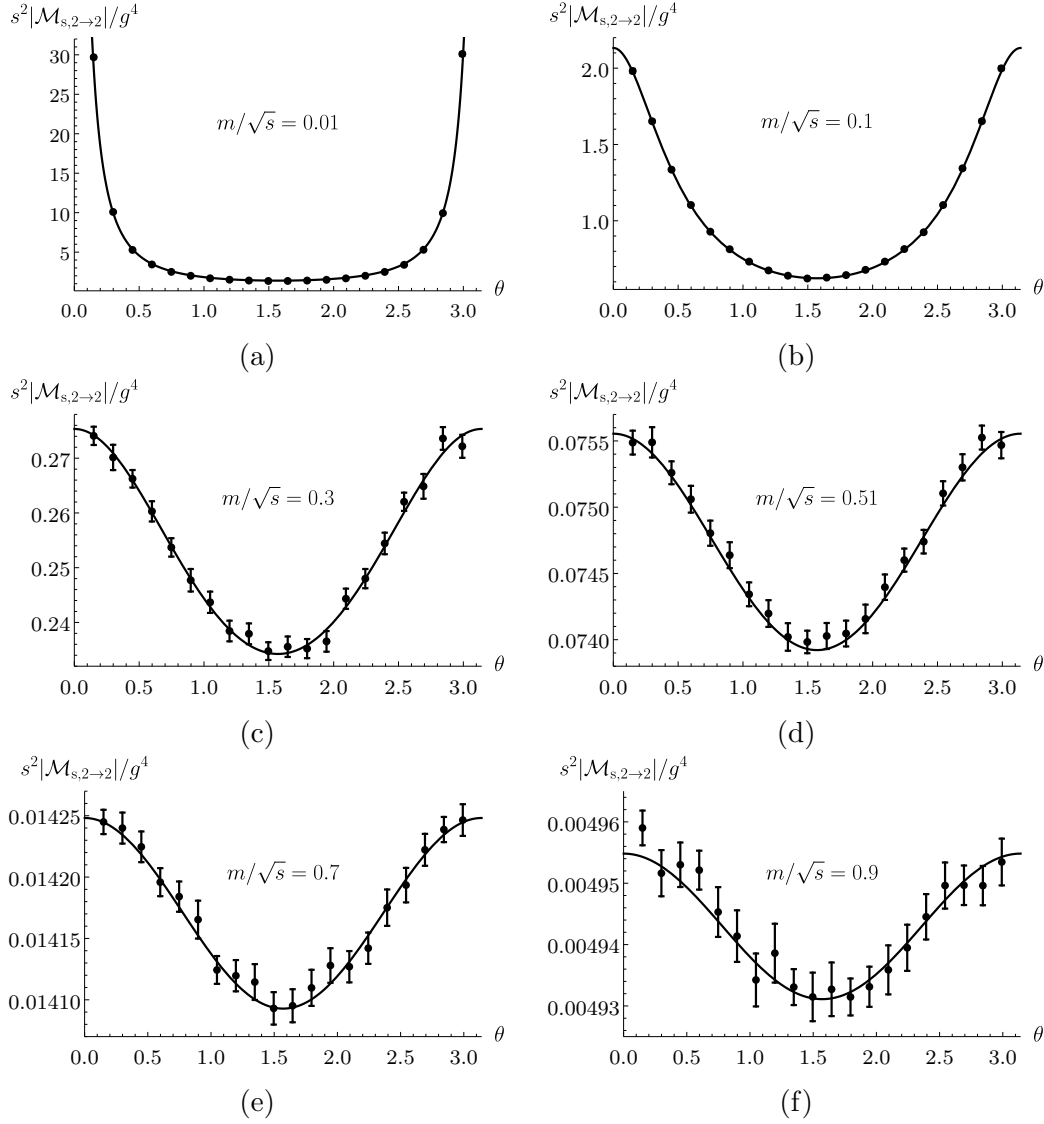 s²|ℳₛ,₂→₂|/g⁴
30
25
20
15
10
5
m/√s = 0.01
0.0 0.5 1.0 1.5 2.0 2.5 3.0
θ
(a)
s²|ℳₛ,₂→₂|/g⁴
2.0
1.5
1.0
m/√s = 0.1
0.0 0.5 1.0 1.5 2.0 2.5 3.0
θ
(b)
s²|ℳₛ,₂→₂|/g⁴
0.27
0.26
0.25
0.24
m/√s = 0.3
0.0 0.5 1.0 1.5 2.0 2.5 3.0
θ
(c)
s²|ℳₛ,₂→₂|/g⁴
0.0755
0.0750
0.0745
0.0740
m/√s = 0.51
0.0 0.5 1.0 1.5 2.0 2.5 3.0
θ
(d)
s²|ℳₛ,₂→₂|/g⁴
0.01425
0.01420
0.01415
0.01410
m/√s = 0.7
0.0 0.5 1.0 1.5 2.0 2.5 3.0
θ
(e)
s²|ℳₛ,₂→₂|/g⁴
0.00496
0.00495
0.00494
0.00493
m/√s = 0.9
0.0 0.5 1.0 1.5 2.0 2.5 3.0
θ
(f)